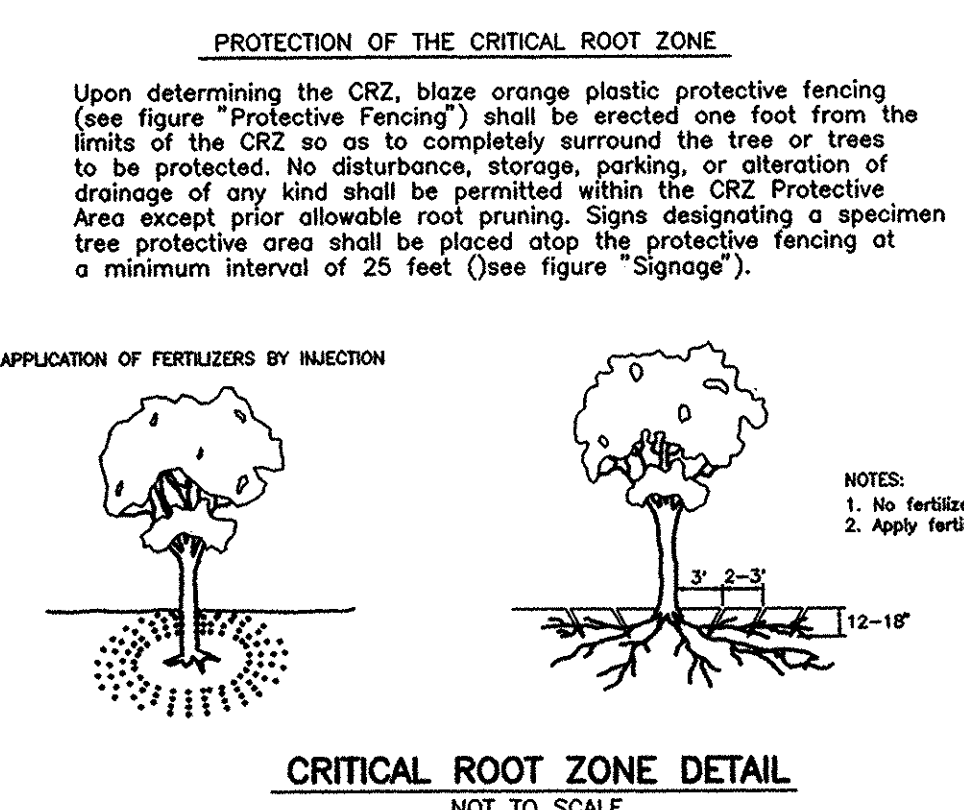 PROTECTION OF THE CRITICAL ROOT ZONE
Upon determining the CRZ, blaze orange plastic protective fencing
(see figure "Protective Fencing") shall be erected one foot from the
limits of the CRZ so as to completely surround the tree or trees
to be protected. No disturbance, storage, parking, or alteration of
drainage of any kind shall be permitted within the CRZ Protective
Area except prior allowable root pruning. Signs designating a specimen
tree protective area shall be placed atop the protective fencing at
a minimum interval of 25 feet ()see figure "Signage").
APPLICATION OF FERTILIZERS BY INJECTION
NOTES:
1. No
2. Apply
3' 2-3'
12-18"
CRITICAL ROOT ZONE DETAIL
NOT TO SCALE